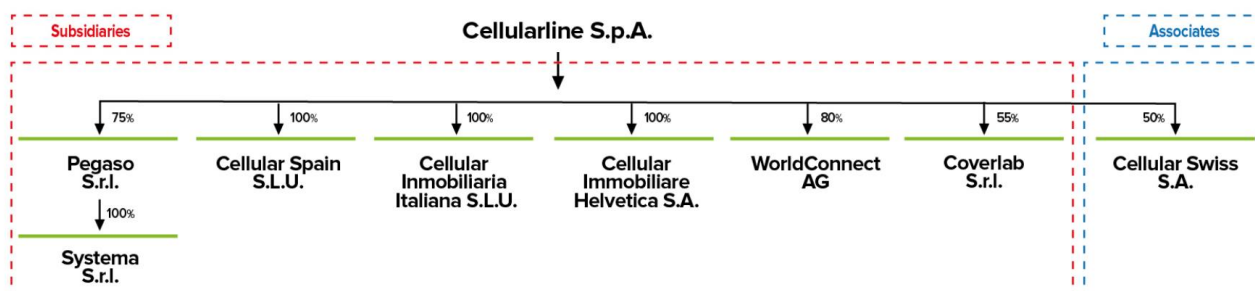 Subsidiaries
Cellularline S.p.A.
Associates
75%
100%
100%
100%
80%
55%
50%
Pegaso
S.r.l.
Cellular Spain
S.L.U.
Cellular
Inmobiliaria
Italiana S.L.U.
Cellular
Immobiliare
Helvetica S.A.
WorldConnect
AG
Coverlab
S.r.l.
Cellular Swiss
S.A.
100%
Systema
S.r.l.